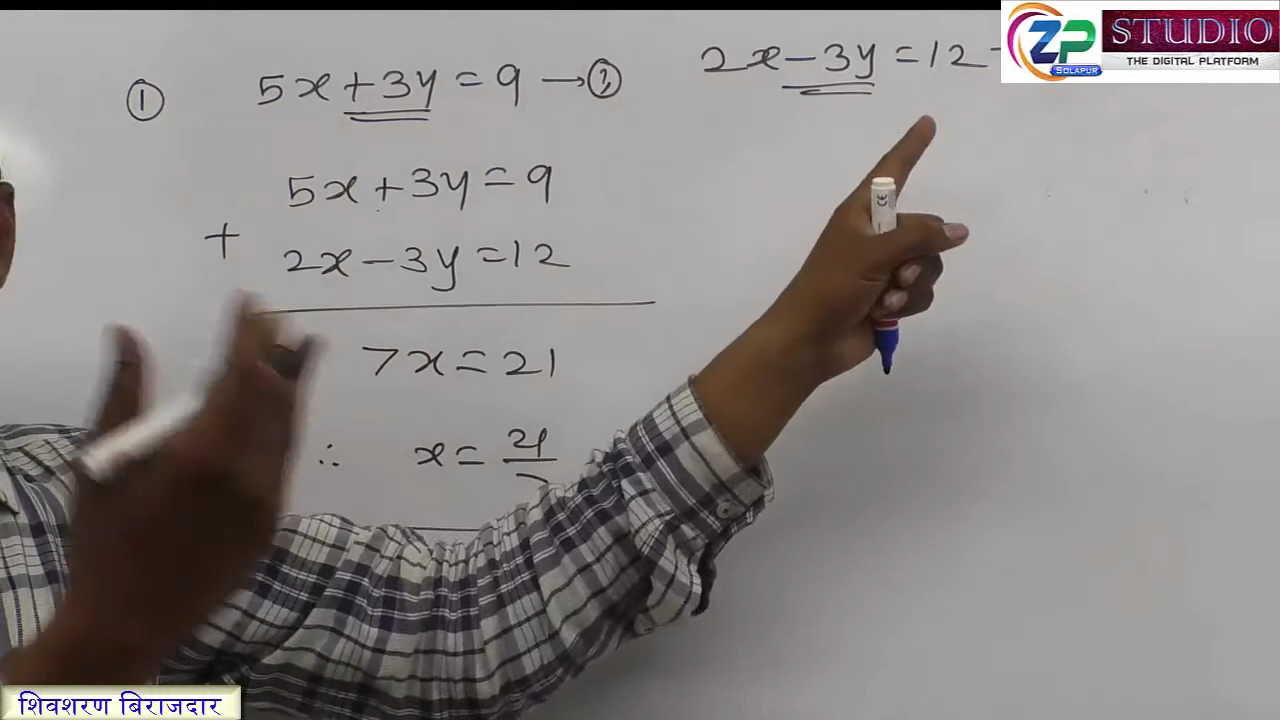 ① 5x + 3y = 9 → ② 2x - 3y = 12
5x + 3y = 9
+ 2x - 3y = 12
7x = 21
∴ x = 21/7
ZP STUDIO
SOLAPUR THE DIGITAL PLATFORM
शिवशरण बिराजदार